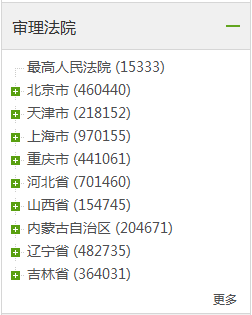 审理法院
最高人民法院 (15333)
北京市 (460440)
天津市 (218152)
上海市 (970155)
重庆市 (441061)
河北省 (701460)
山西省 (154745)
内蒙古自治区 (204671)
辽宁省 (482735)
吉林省 (364031)
更多